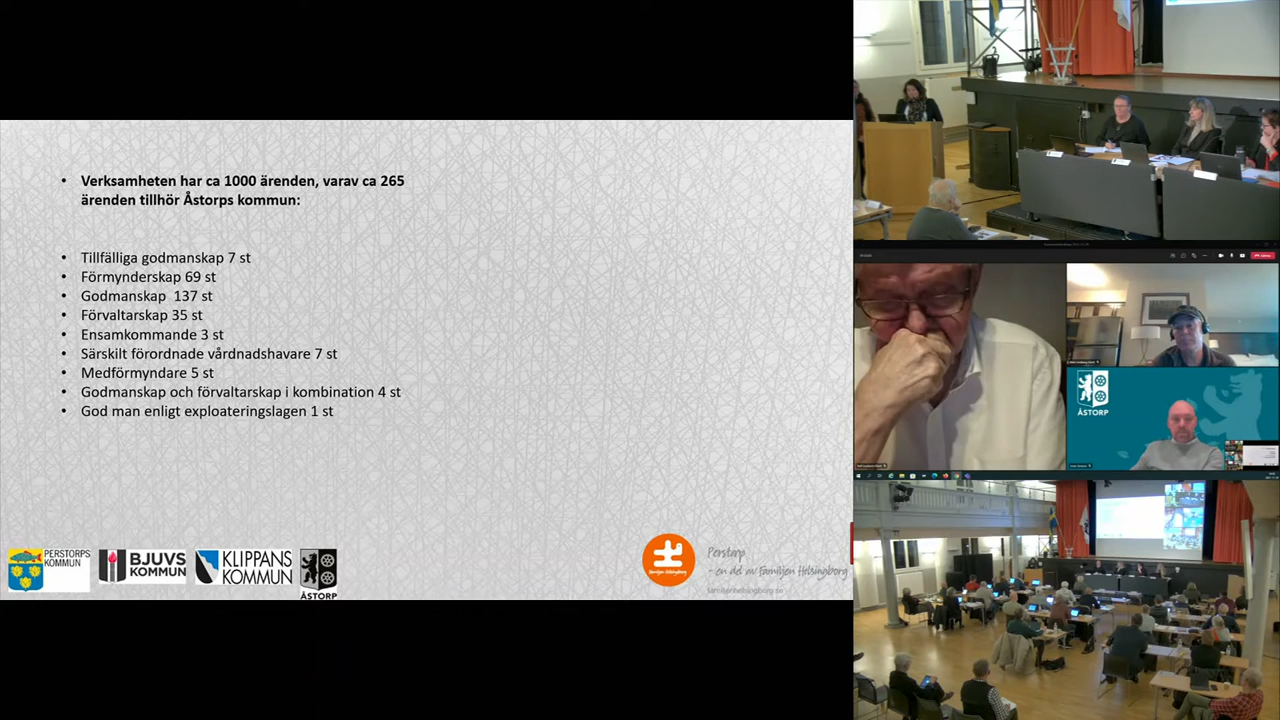 • Verksamheten har ca 1000 ärenden, varav ca 265
ärenden tillhör Åstorps kommun:
• Tillfälliga godmanskap 7 st
• Förmynderskap 69 st
• Godmanskap 137 st
• Förvaltarskap 35 st
• Ensamkommande 3 st
• Särskilt förordnade vårdnadshavare 7 st
• Medförmyndare 5 st
• Godmanskap och förvaltarskap i kombination 4 st
• God man enligt exploateringslagen 1 st
PERSTORPS
KOMMUN
BJUVS
KOMMUN
KLIPPANS
KOMMUN
ÅSTORP
familjen helsingborg
Perstorp
- en del av Familjen Helsingborg
familjenhelsingborg.se
ÅSTORP